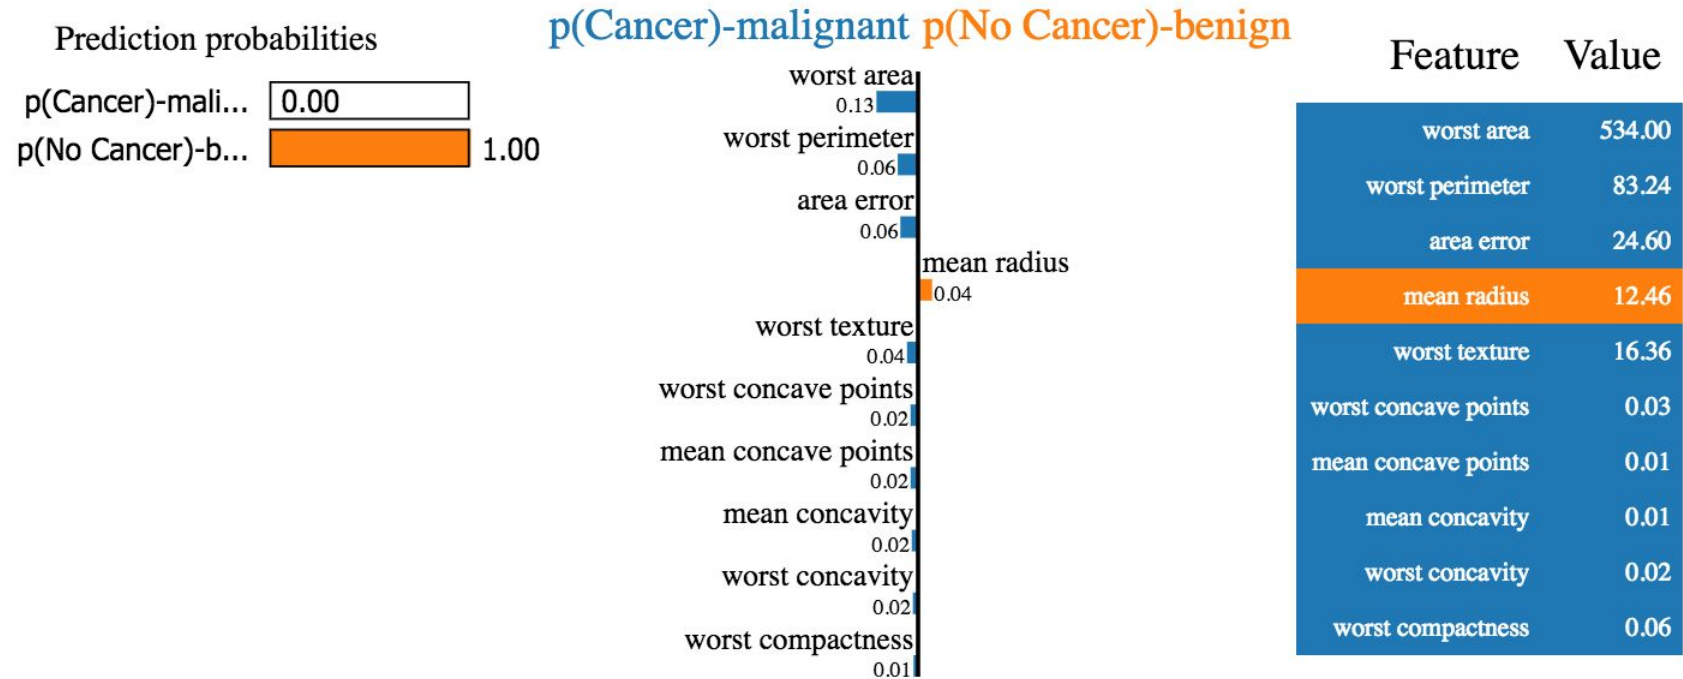 Prediction probabilities
p(Cancer)-mali... 0.00
p(No Cancer)-b... 1.00
p(Cancer)-malignant p(No Cancer)-benign
worst area
0.13
worst perimeter
0.06
area error
0.06
mean radius
0.04
worst texture
0.04
worst concave points
0.02
mean concave points
0.02
mean concavity
0.02
worst concavity
0.02
worst compactness
0.01
Feature Value
worst area 534.00
worst perimeter 83.24
area error 24.60
mean radius 12.46
worst texture 16.36
worst concave points 0.03
mean concave points 0.01
mean concavity 0.01
worst concavity 0.02
worst compactness 0.06